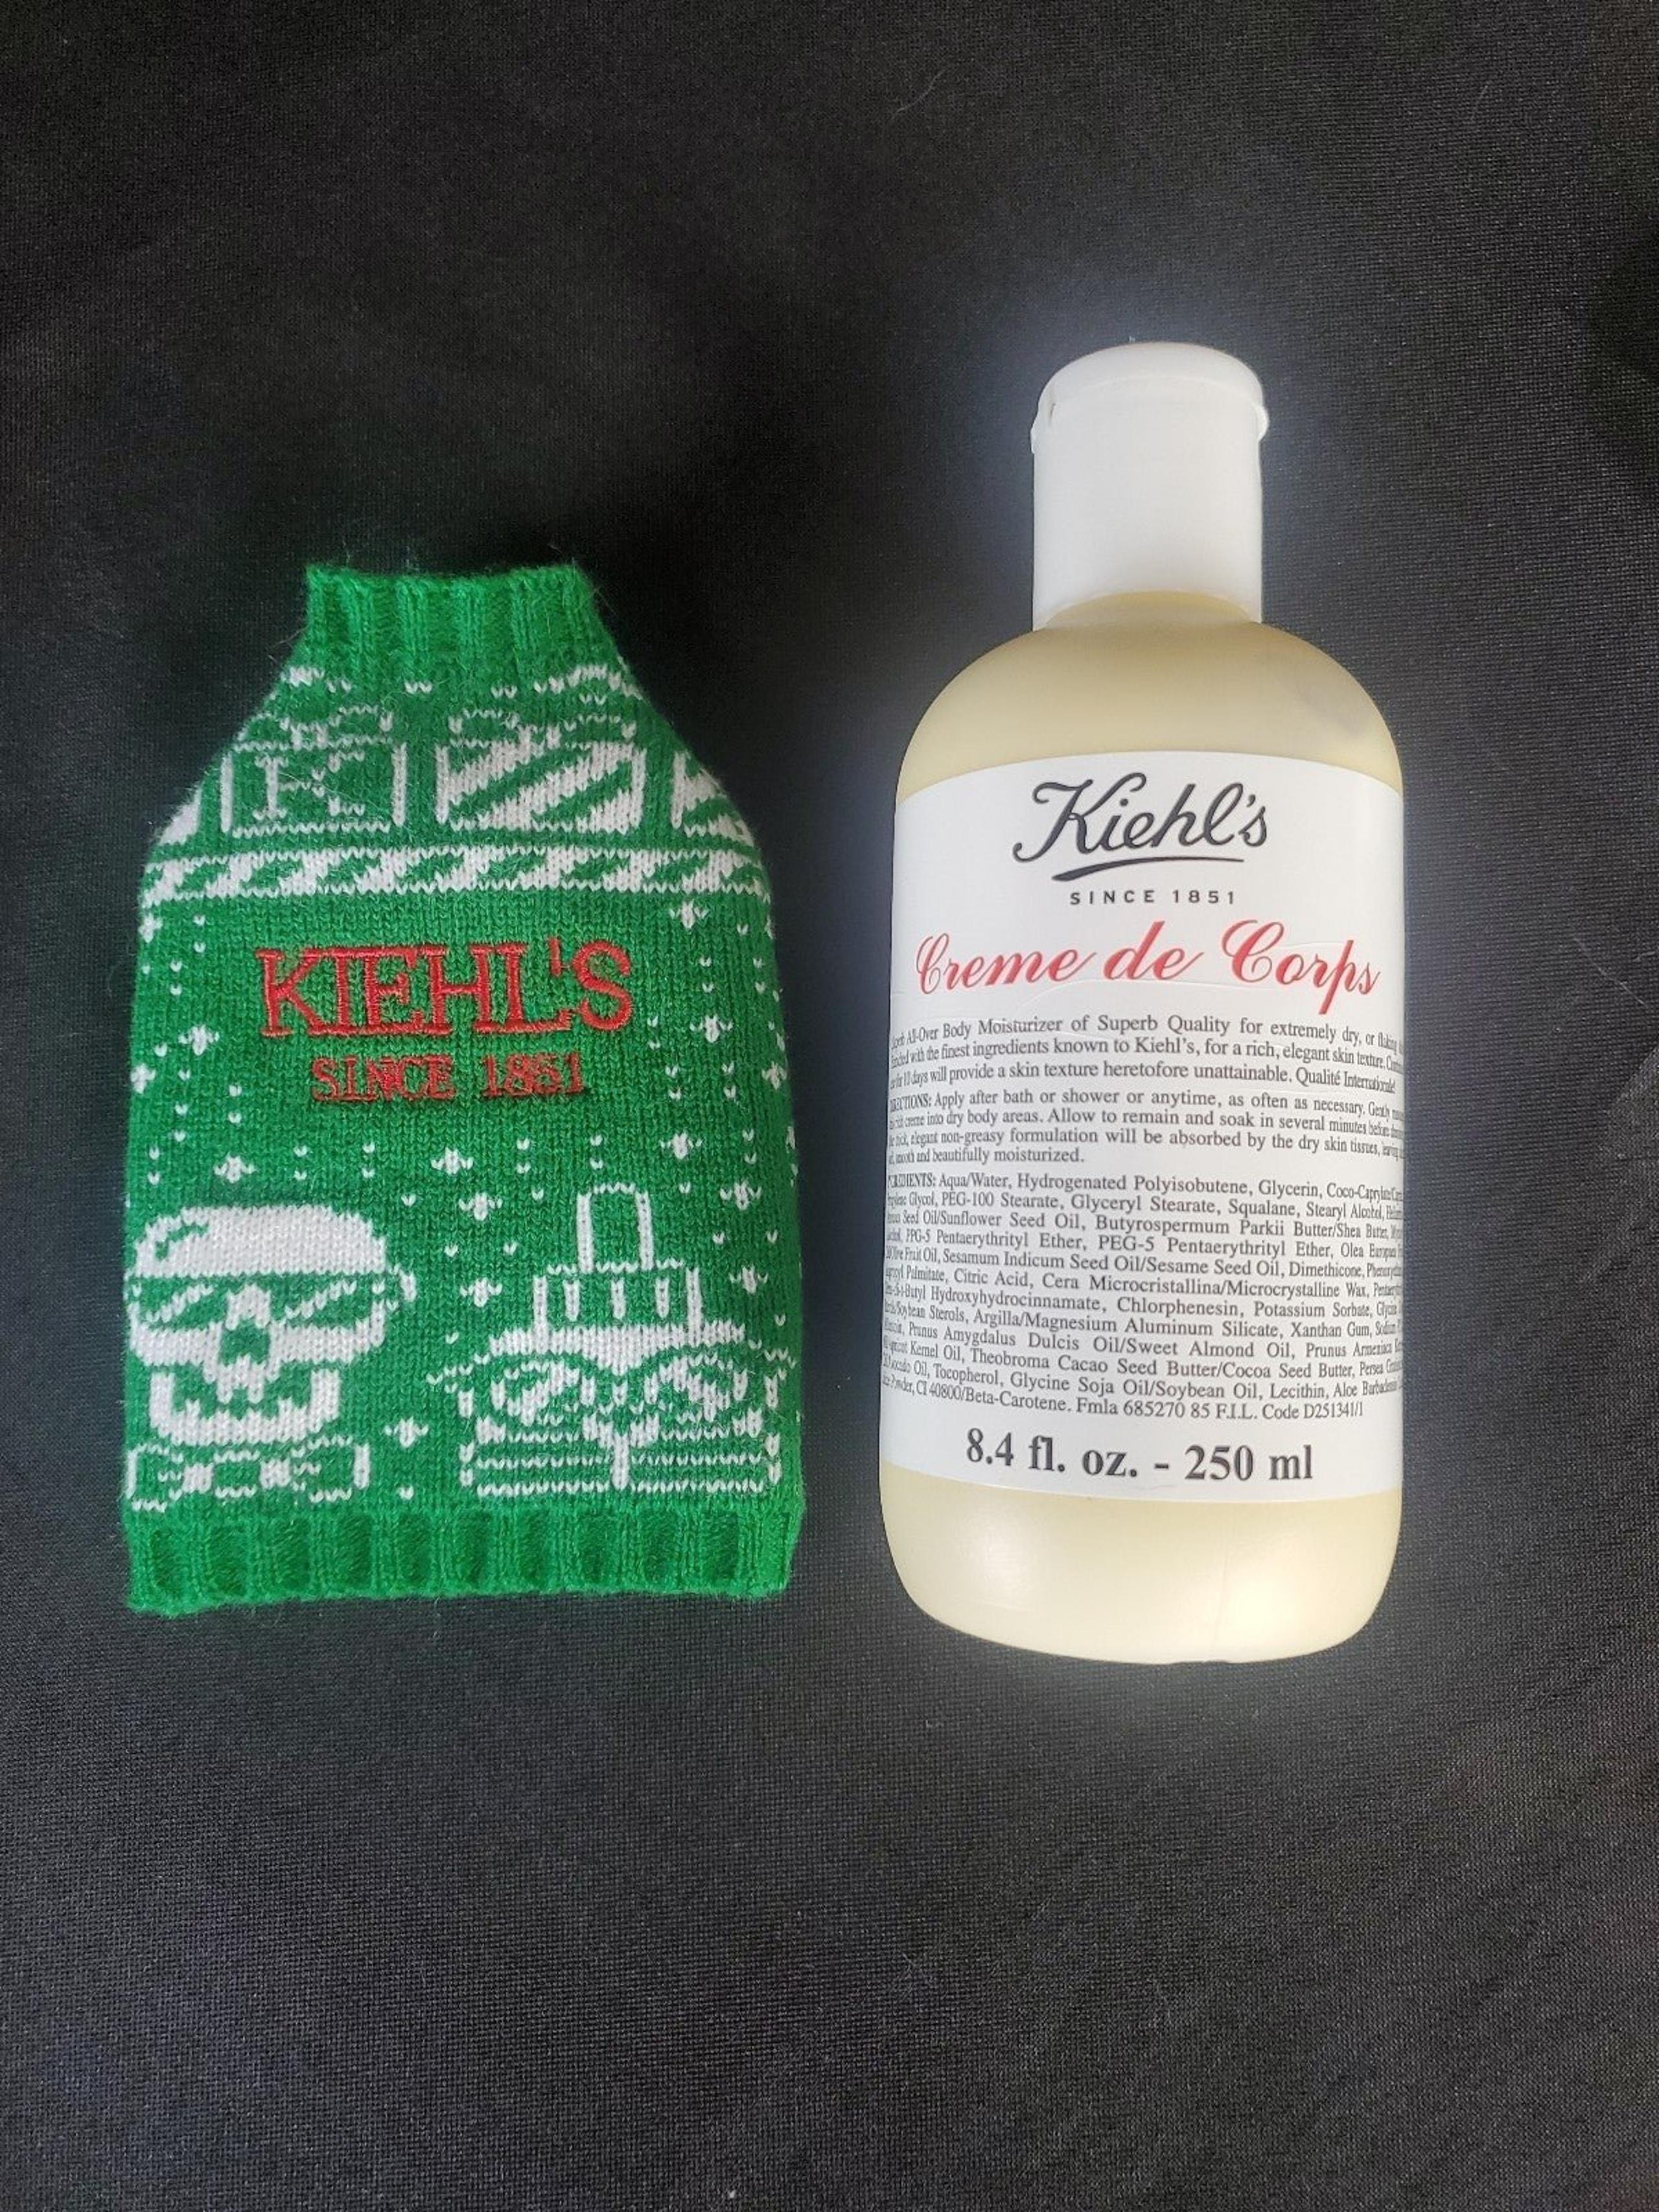 K
KIEHL'S
SINCE 1851
Kiehl's
SINCE 1851
Creme de Corps
All-Over Body Moisturizer of Superb Quality for extremely dry, or flaking
with the finest ingredients known to Kiehl's, for a rich, elegant skin texture.
for 10 days will provide a skin texture heretofore unattainable. Qualité Internationale!
Apply after bath or shower or anytime, as often as necessary. Gently
creme into dry body areas. Allow to remain and soak in several minutes before
thick, elegant non-greasy formulation will be absorbed by the dry skin tissues,
smooth and beautifully moisturized.
Aqua/Water, Hydrogenated Polyisobutene, Glycerin,
Glycol, PEG-100 Stearate, Glyceryl Stearate, Squalane, Stearyl Alcohol,
Seed Oil/Sunflower Seed Oil, Butyrospermum Parkii Butter/Shea Butter,
PPG-5 Pentaerythrityl Ether, PEG-5 Pentaerythrityl Ether, Olea
Fruit Oil, Sesamum Indicum Seed Oil/Sesame Seed Oil, Dimethicone,
Palmitate, Citric Acid, Cera Microcristallina/Microcrystalline Wax,
Hydroxyhydrocinnamate, Chlorphenesin, Potassium Sorbate,
Sterols, Argilla/Magnesium Aluminum Silicate, Xanthan Gum,
Prunus Amygdalus Dulcis Oil/Sweet Almond Oil, Prunus
Kernel Oil, Theobroma Cacao Seed Butter/Cocoa Seed Butter, Persea
Oil, Tocopherol, Glycine Soja Oil/Soybean Oil, Lecithin, Aloe
CI 40800/Beta-Carotene. Fmla 685270 85 F.I.L. Code D251341/1
8.4 fl. oz. - 250 ml